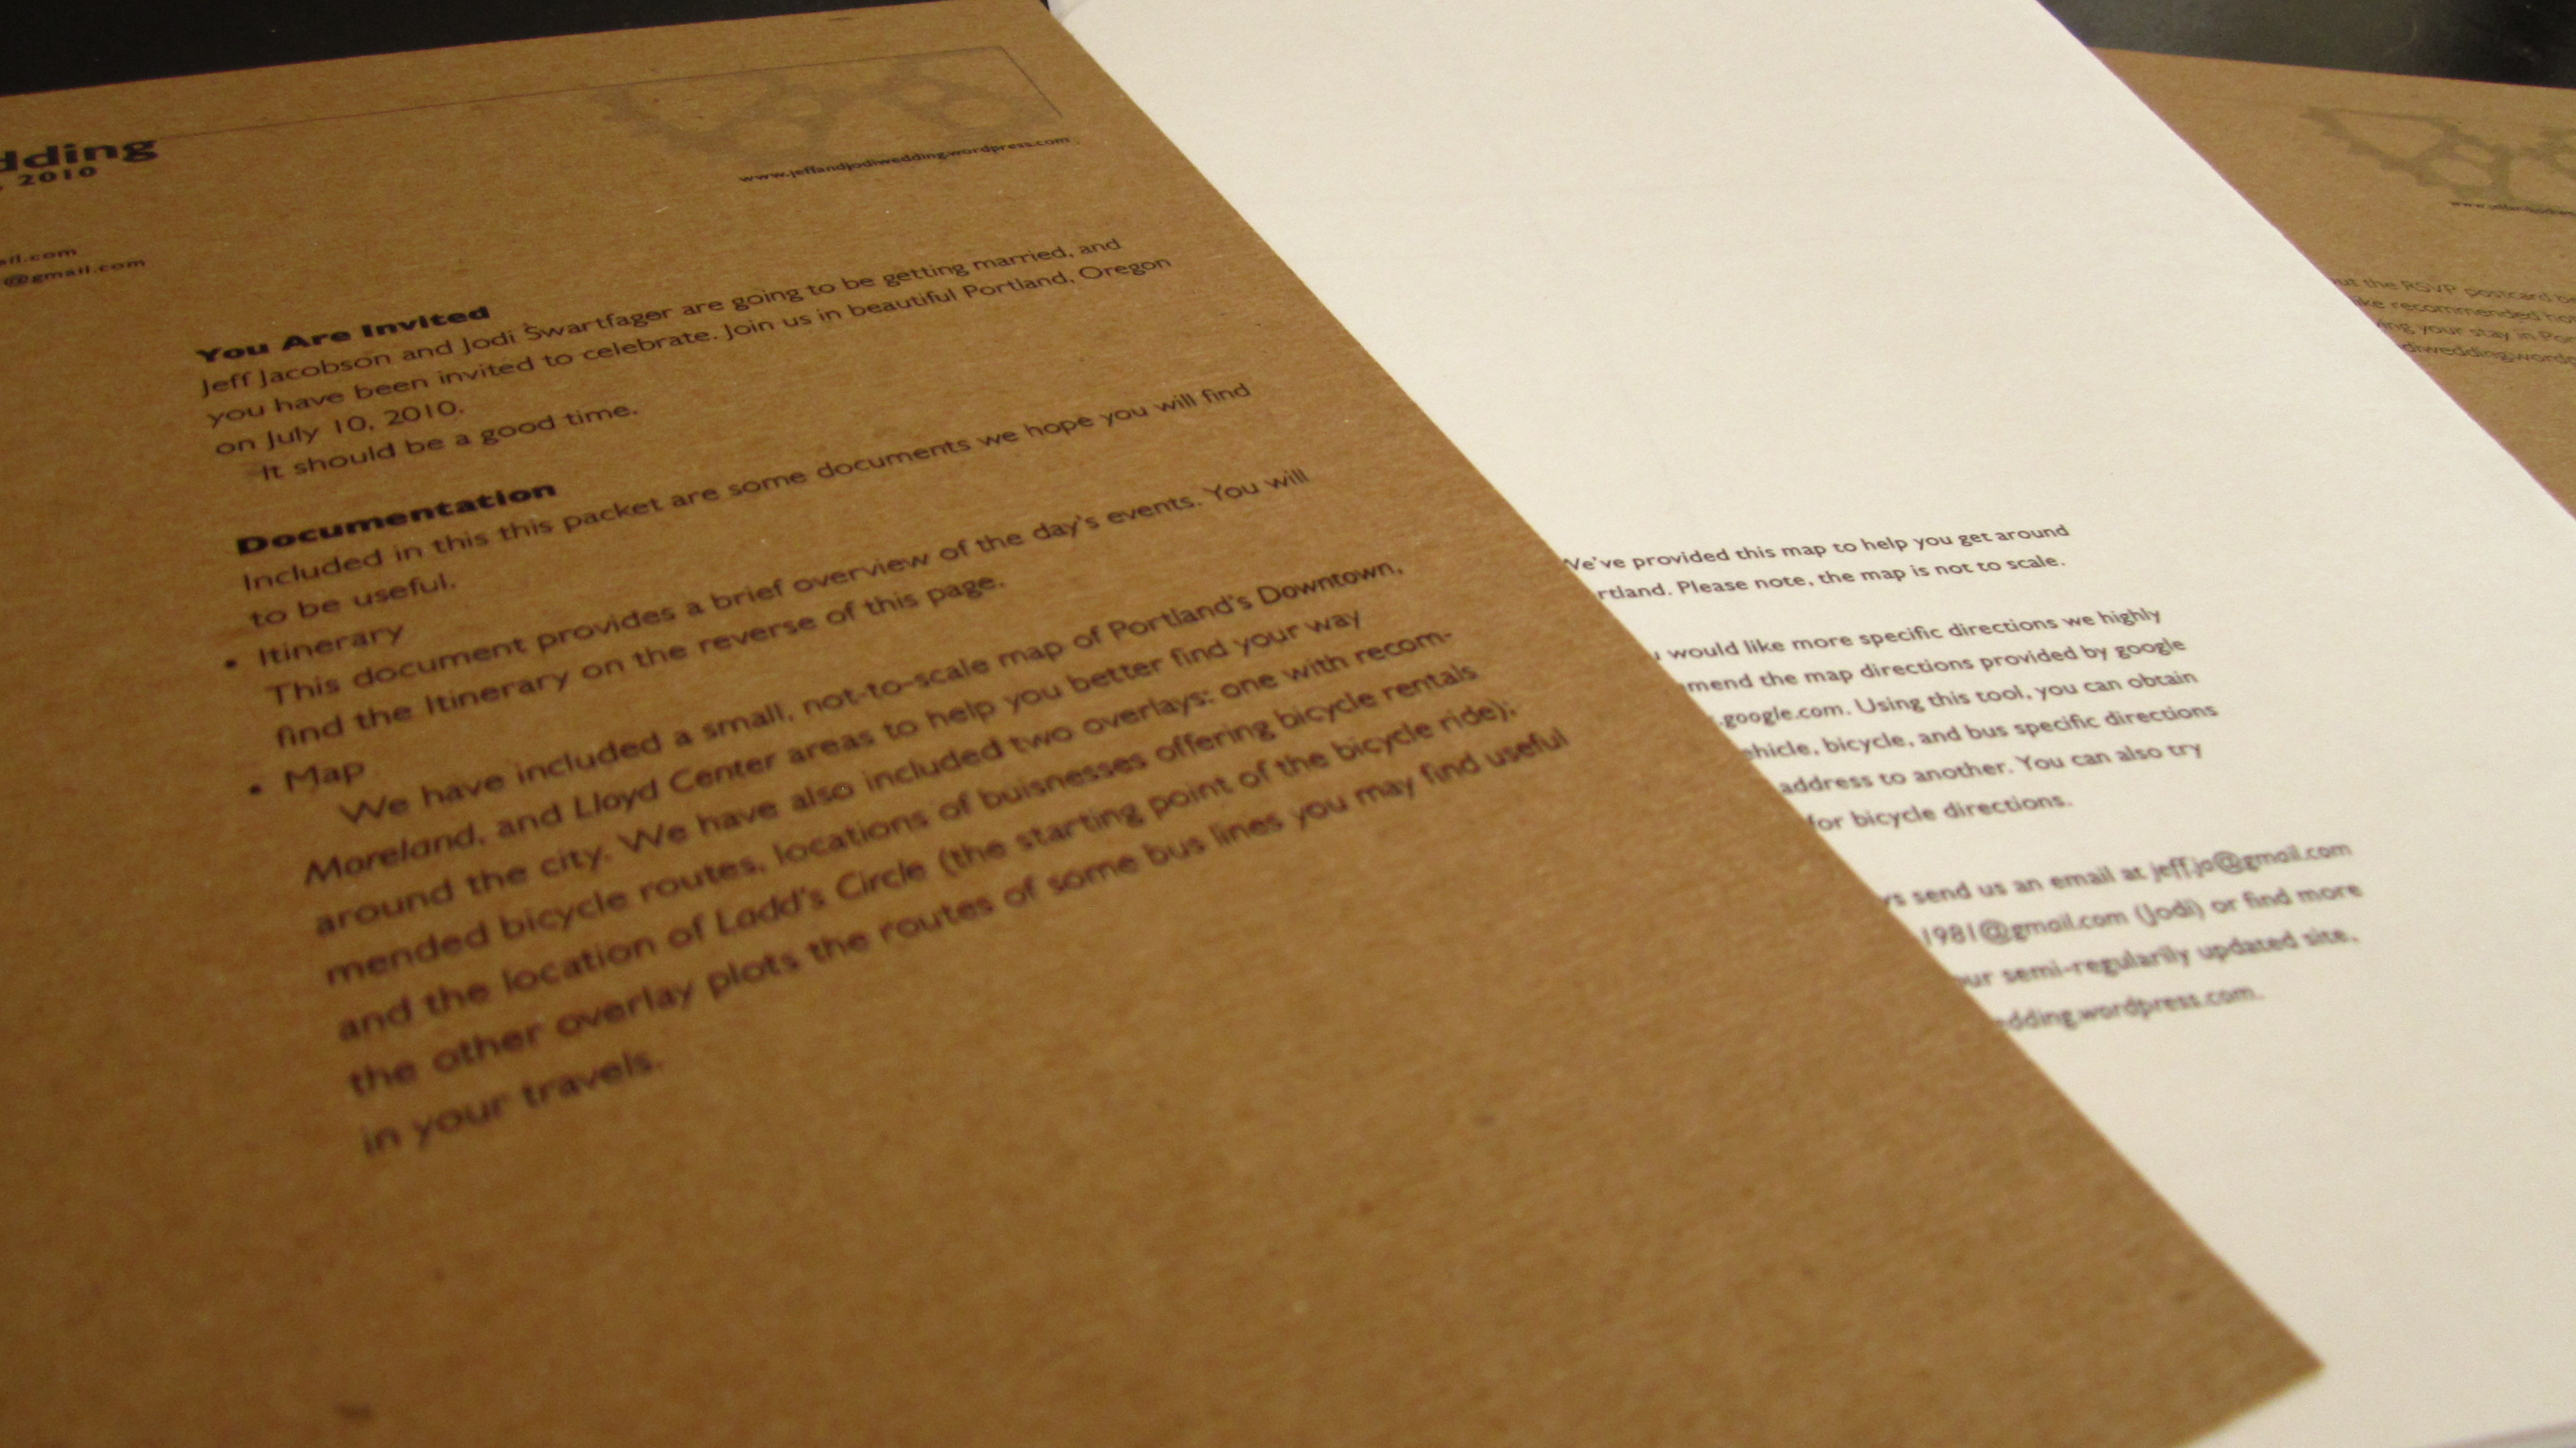 dding
, 2010
www.jeffandjodiwedding.wordpress.com
ail.com
@gmail.com
You Are Invited
Jeff Jacobson and Jodi Swartfager are going to be getting married, and
you have been invited to celebrate. Join us in beautiful Portland, Oregon
on July 10, 2010.
It should be a good time.
Documentation
Included in this this packet are some documents we hope you will find
to be useful.
• Itinerary
This document provides a brief overview of the day's events. You will
find the Itinerary on the reverse of this page.
• Map
We have included a small, not-to-scale map of Portland's Downtown,
Moreland, and Lloyd Center areas to help you better find your way
around the city. We have also included two overlays: one with recom-
mended bicycle routes, locations of buisnesses offering bicycle rentals
and the location of Ladd's Circle (the starting point of the bicycle ride);
the other overlay plots the routes of some bus lines you may find useful
in your travels.
We've provided this map to help you get around
rtland. Please note, the map is not to scale.
u would like more specific directions we highly
mend the map directions provided by google
.google.com. Using this tool, you can obtain
ehicle, bicycle, and bus specific directions
address to another. You can also try
for bicycle directions.
ys send us an email at jeff.jo@gmail.com
1981@gmail.com (Jodi) or find more
our semi-regularily updated site,
edding.wordpress.com.
ut the RSVP postcard
like recommended
ing your stay in
diwedding.word